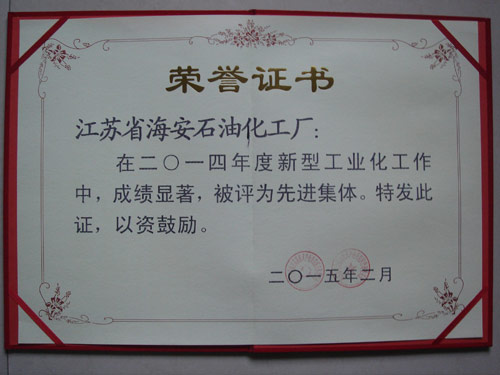 荣誉证书
江苏省海安石油化工厂：
在二〇一四年度新型工业化工作
中，成绩显著，被评为先进集体。特发此
证，以资鼓励。
二〇一五年二月